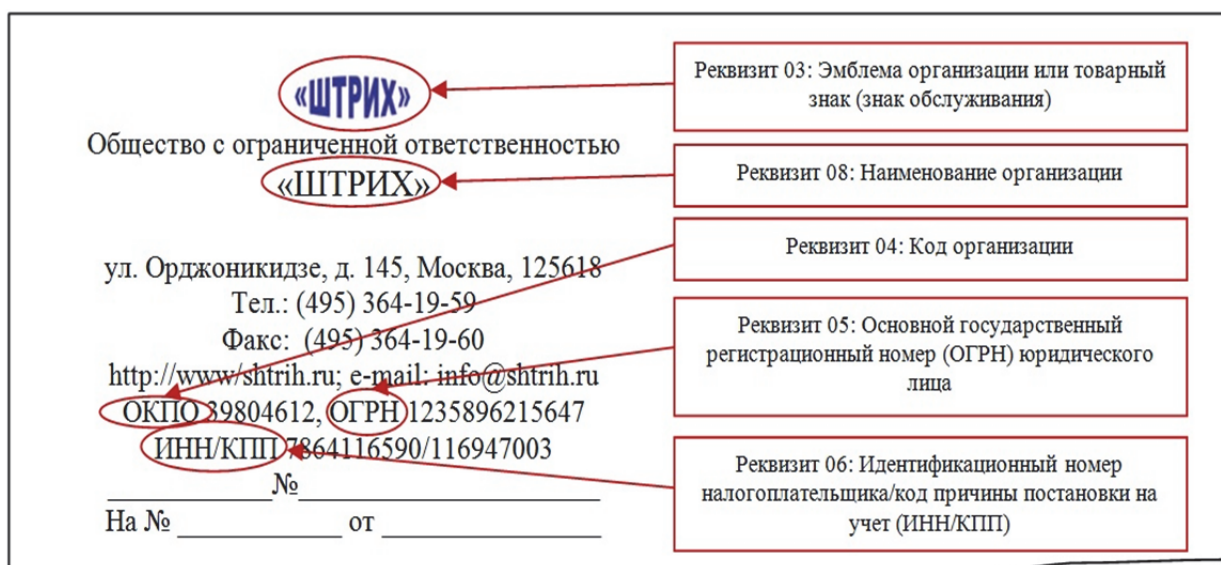 «ШТРИХ»
Общество с ограниченной ответственностью
«ШТРИХ»
ул. Орджоникидзе, д. 145, Москва, 125618
Тел.: (495) 364-19-59
Факс: (495) 364-19-60
http://www/shtrih.ru; e-mail: info@shtrih.ru
ОКПО 39804612, ОГРН 1235896215647
ИНН/КПП 7864116590/116947003
____________№______________________
На № __________ от ________________
Реквизит 03: Эмблема организации или товарный
знак (знак обслуживания)
Реквизит 08: Наименование организации
Реквизит 04: Код организации
Реквизит 05: Основной государственный
регистрационный номер (ОГРН) юридического
лица
Реквизит 06: Идентификационный номер
налогоплательщика/код причины постановки на
учет (ИНН/КПП)